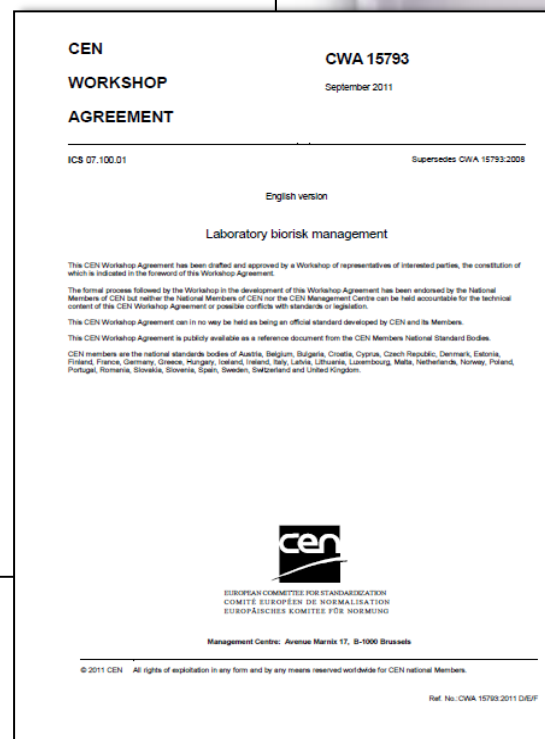 CEN
WORKSHOP
AGREEMENT
CWA 15793
September 2011
ICS 07.100.01
Supersedes CWA 15793:2008
English version
Laboratory biorisk management
This CEN Workshop Agreement has been drafted and approved by a Workshop of representatives of interested parties, the constitution of
which is indicated in the foreword of this Workshop Agreement.
The formal process followed by the Workshop in the development of this Workshop Agreement has been endorsed by the National
Members of CEN but neither the National Members of CEN nor the CEN Management Centre can be held accountable for the technical
content of this CEN Workshop Agreement or possible conflicts with standards or legislation.
This CEN Workshop Agreement can in no way be held as being an official standard developed by CEN and its Members.
This CEN Workshop Agreement is publicly available as a reference document from the CEN Members National Standard Bodies.
CEN members are the national standards bodies of Austria, Belgium, Bulgaria, Croatia, Cyprus, Czech Republic, Denmark, Estonia,
Finland, France, Germany, Greece, Hungary, Iceland, Ireland, Italy, Latvia, Lithuania, Luxembourg, Malta, Netherlands, Norway, Poland,
Portugal, Romania, Slovakia, Slovenia, Spain, Sweden, Switzerland and United Kingdom.
cen
EUROPEAN COMMITTEE FOR STANDARDIZATION
COMITÉ EUROPÉEN DE NORMALISATION
EUROPÄISCHES KOMITEE FÜR NORMUNG
Management Centre: Avenue Marnix 17, B-1000 Brussels
© 2011 CEN All rights of exploitation in any form and by any means reserved worldwide for CEN national Members.
Ref. No.:CWA 15793:2011 D/E/F